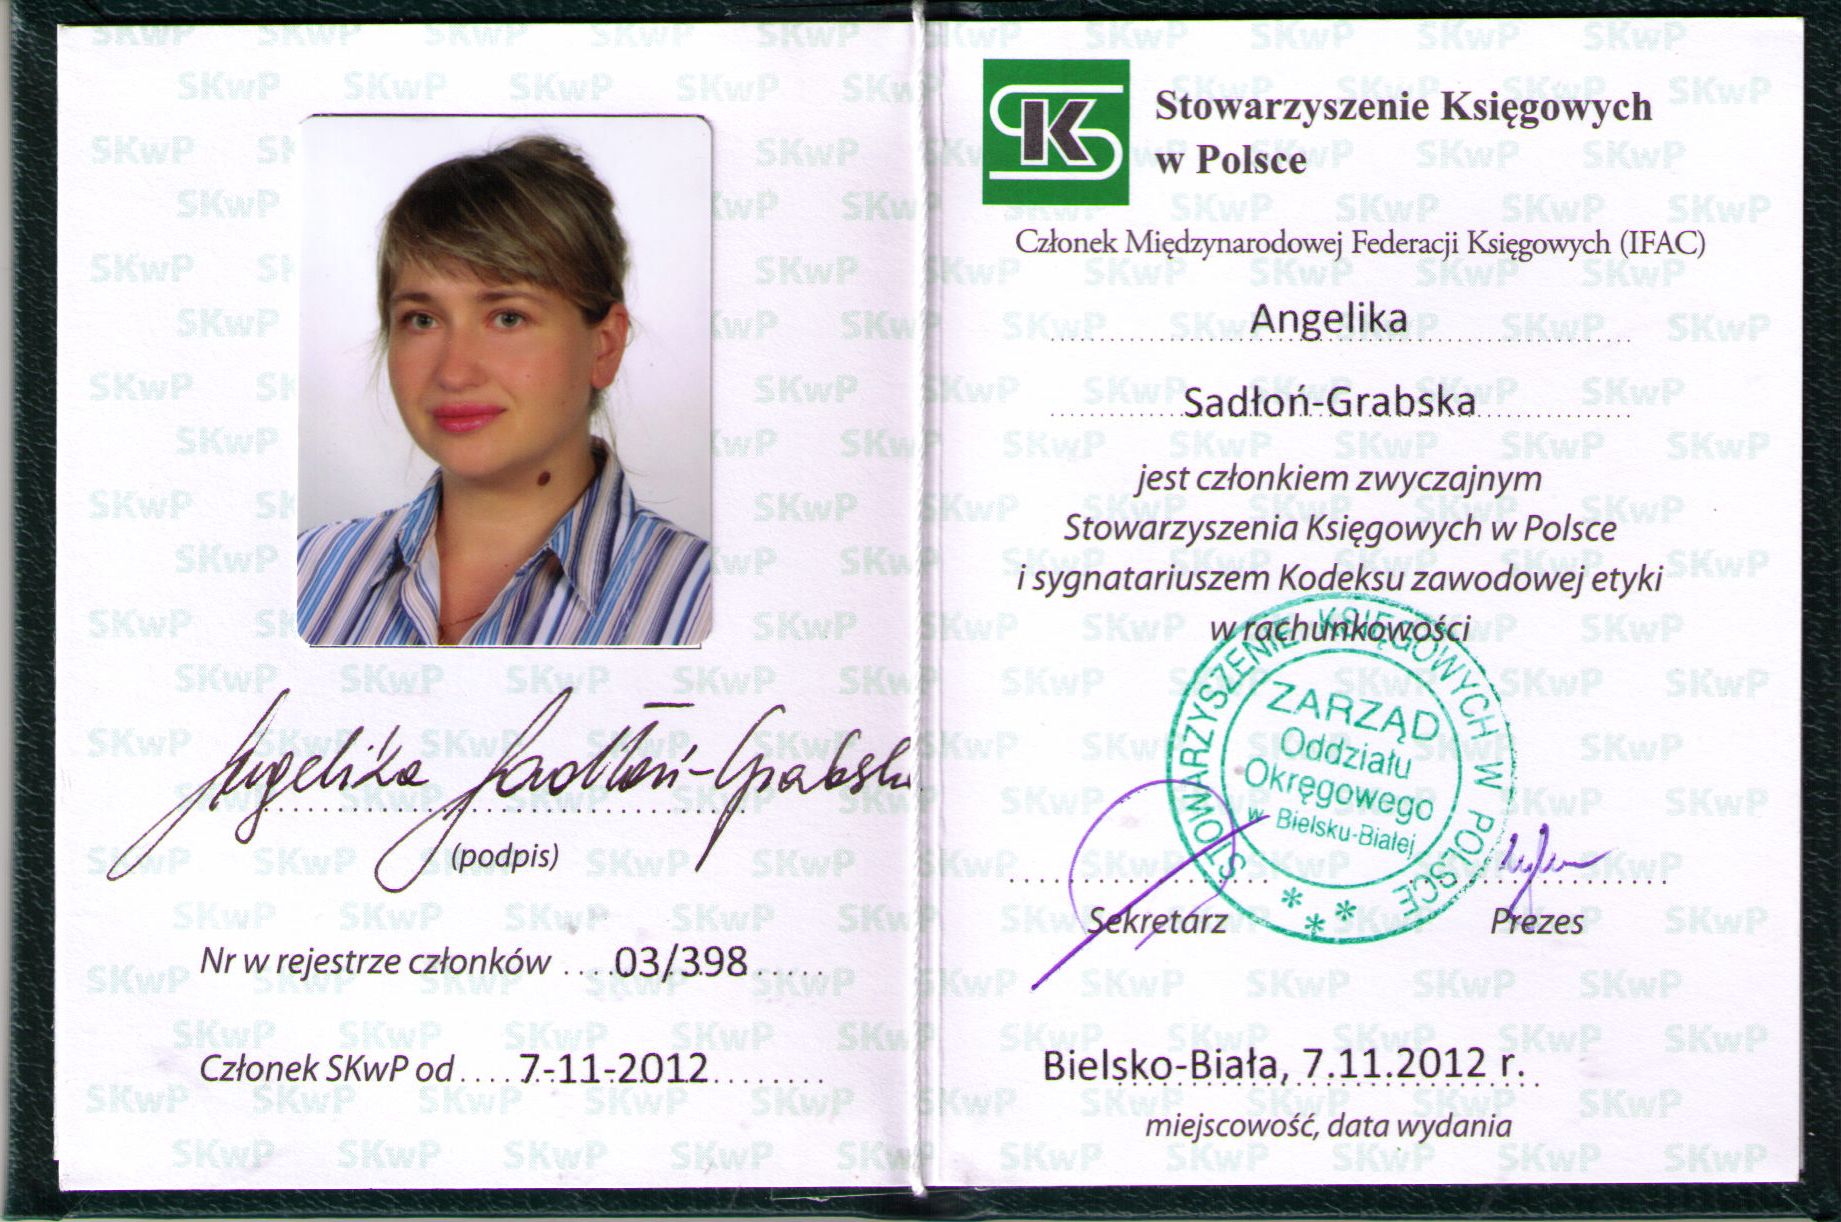 Angelika Sadłoń-Grabska
(podpis)
Nr w rejestrze członków 03/398
Członek SKwP od 7-11-2012
SK
Stowarzyszenie Księgowych
w Polsce
Członek Międzynarodowej Federacji Księgowych (IFAC)
Angelika
Sadłoń-Grabska
jest członkiem zwyczajnym
Stowarzyszenia Księgowych w Polsce
i sygnatariuszem Kodeksu zawodowej etyki
w rachunkowości
STOWARZYSZENIE KSIĘGOWYCH W POLSCE
ZARZĄD
Oddziału
Okręgowego
w Bielsku-Białej
* * *
Sekretarz Prezes
Bielsko-Biała, 7.11.2012 r.
miejscowość, data wydania